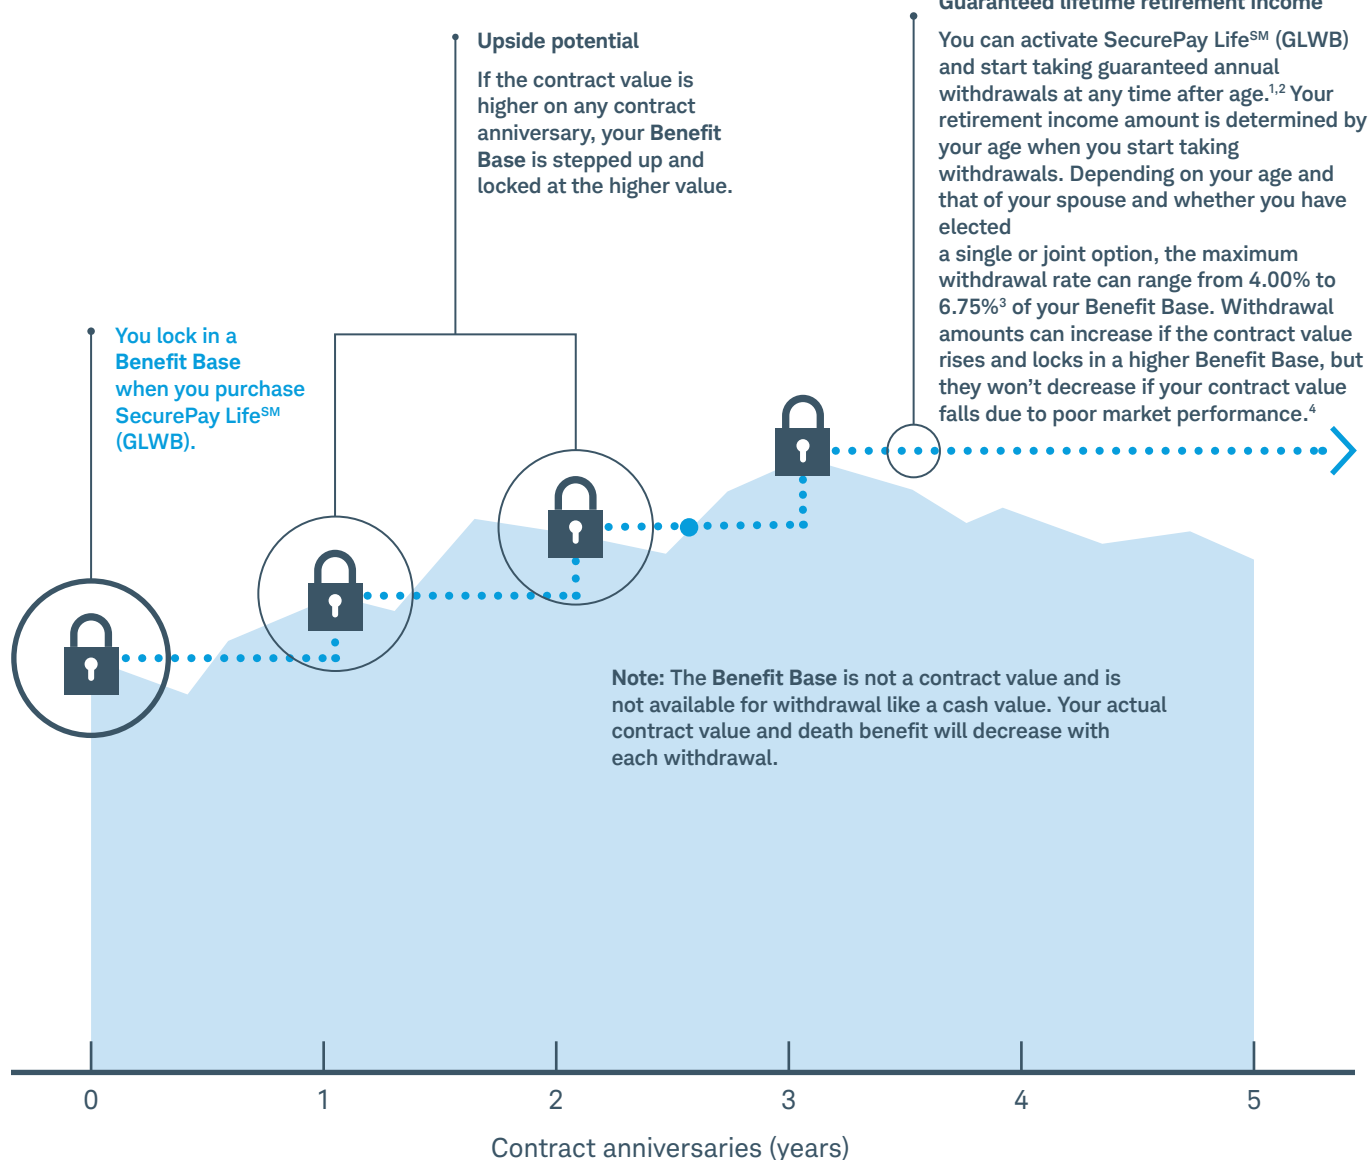 Guaranteed lifetime retirement income
You can activate SecurePay Life℠ (GLWB)
and start taking guaranteed annual
withdrawals at any time after age.¹,² Your
retirement income amount is determined by
your age when you start taking
withdrawals. Depending on your age and
that of your spouse and whether you have
elected
a single or joint option, the maximum
withdrawal rate can range from 4.00% to
6.75%³ of your Benefit Base. Withdrawal
amounts can increase if the contract value
rises and locks in a higher Benefit Base, but
they won’t decrease if your contract value
falls due to poor market performance.⁴
Upside potential
If the contract value is
higher on any contract
anniversary, your Benefit
Base is stepped up and
locked at the higher value.
You lock in a
Benefit Base
when you purchase
SecurePay Life℠
(GLWB).
Note: The Benefit Base is not a contract value and is
not available for withdrawal like a cash value. Your actual
contract value and death benefit will decrease with
each withdrawal.
0 1 2 3 4 5
Contract anniversaries (years)